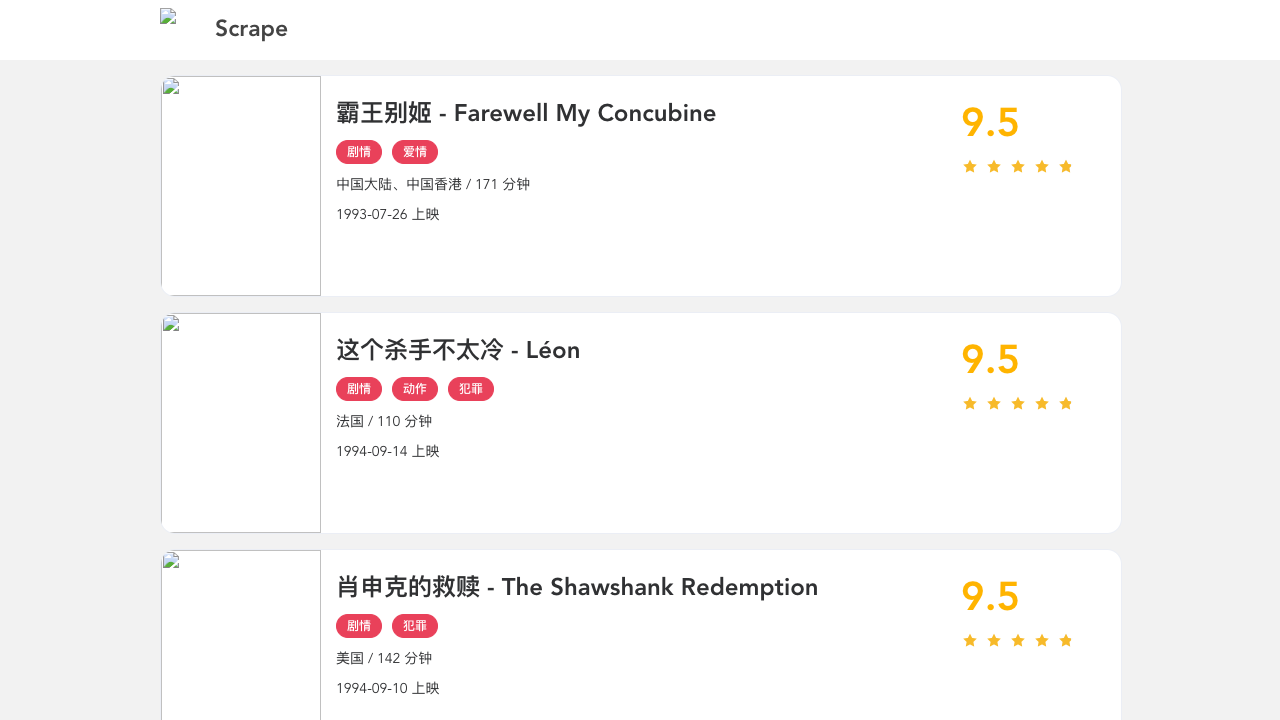 Scrape
霸王别姬 - Farewell My Concubine
9.5
剧情 爱情
中国大陆、中国香港 / 171 分钟
1993-07-26 上映
这个杀手不太冷 - Léon
9.5
剧情 动作 犯罪
法国 / 110 分钟
1994-09-14 上映
肖申克的救赎 - The Shawshank Redemption
9.5
剧情 犯罪
美国 / 142 分钟
1994-09-10 上映